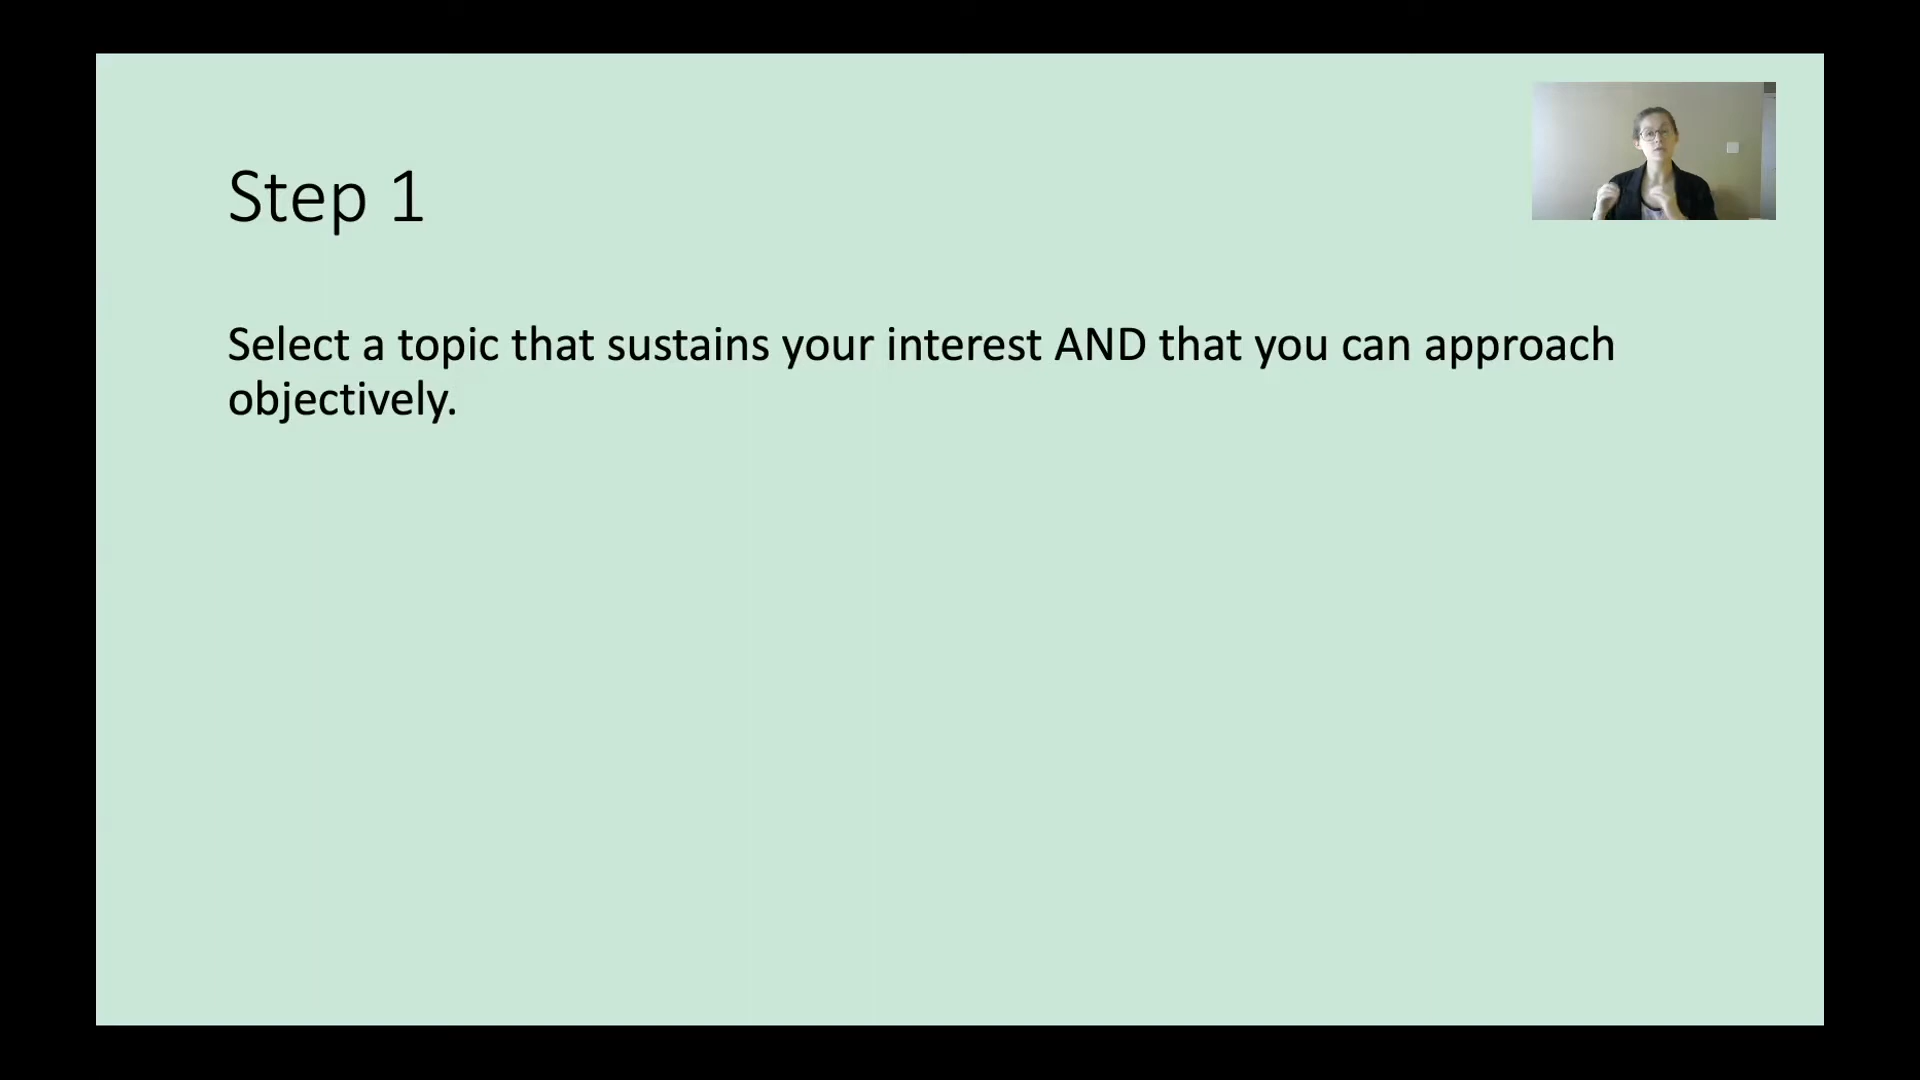 Step 1
Select a topic that sustains your interest AND that you can approach
objectively.